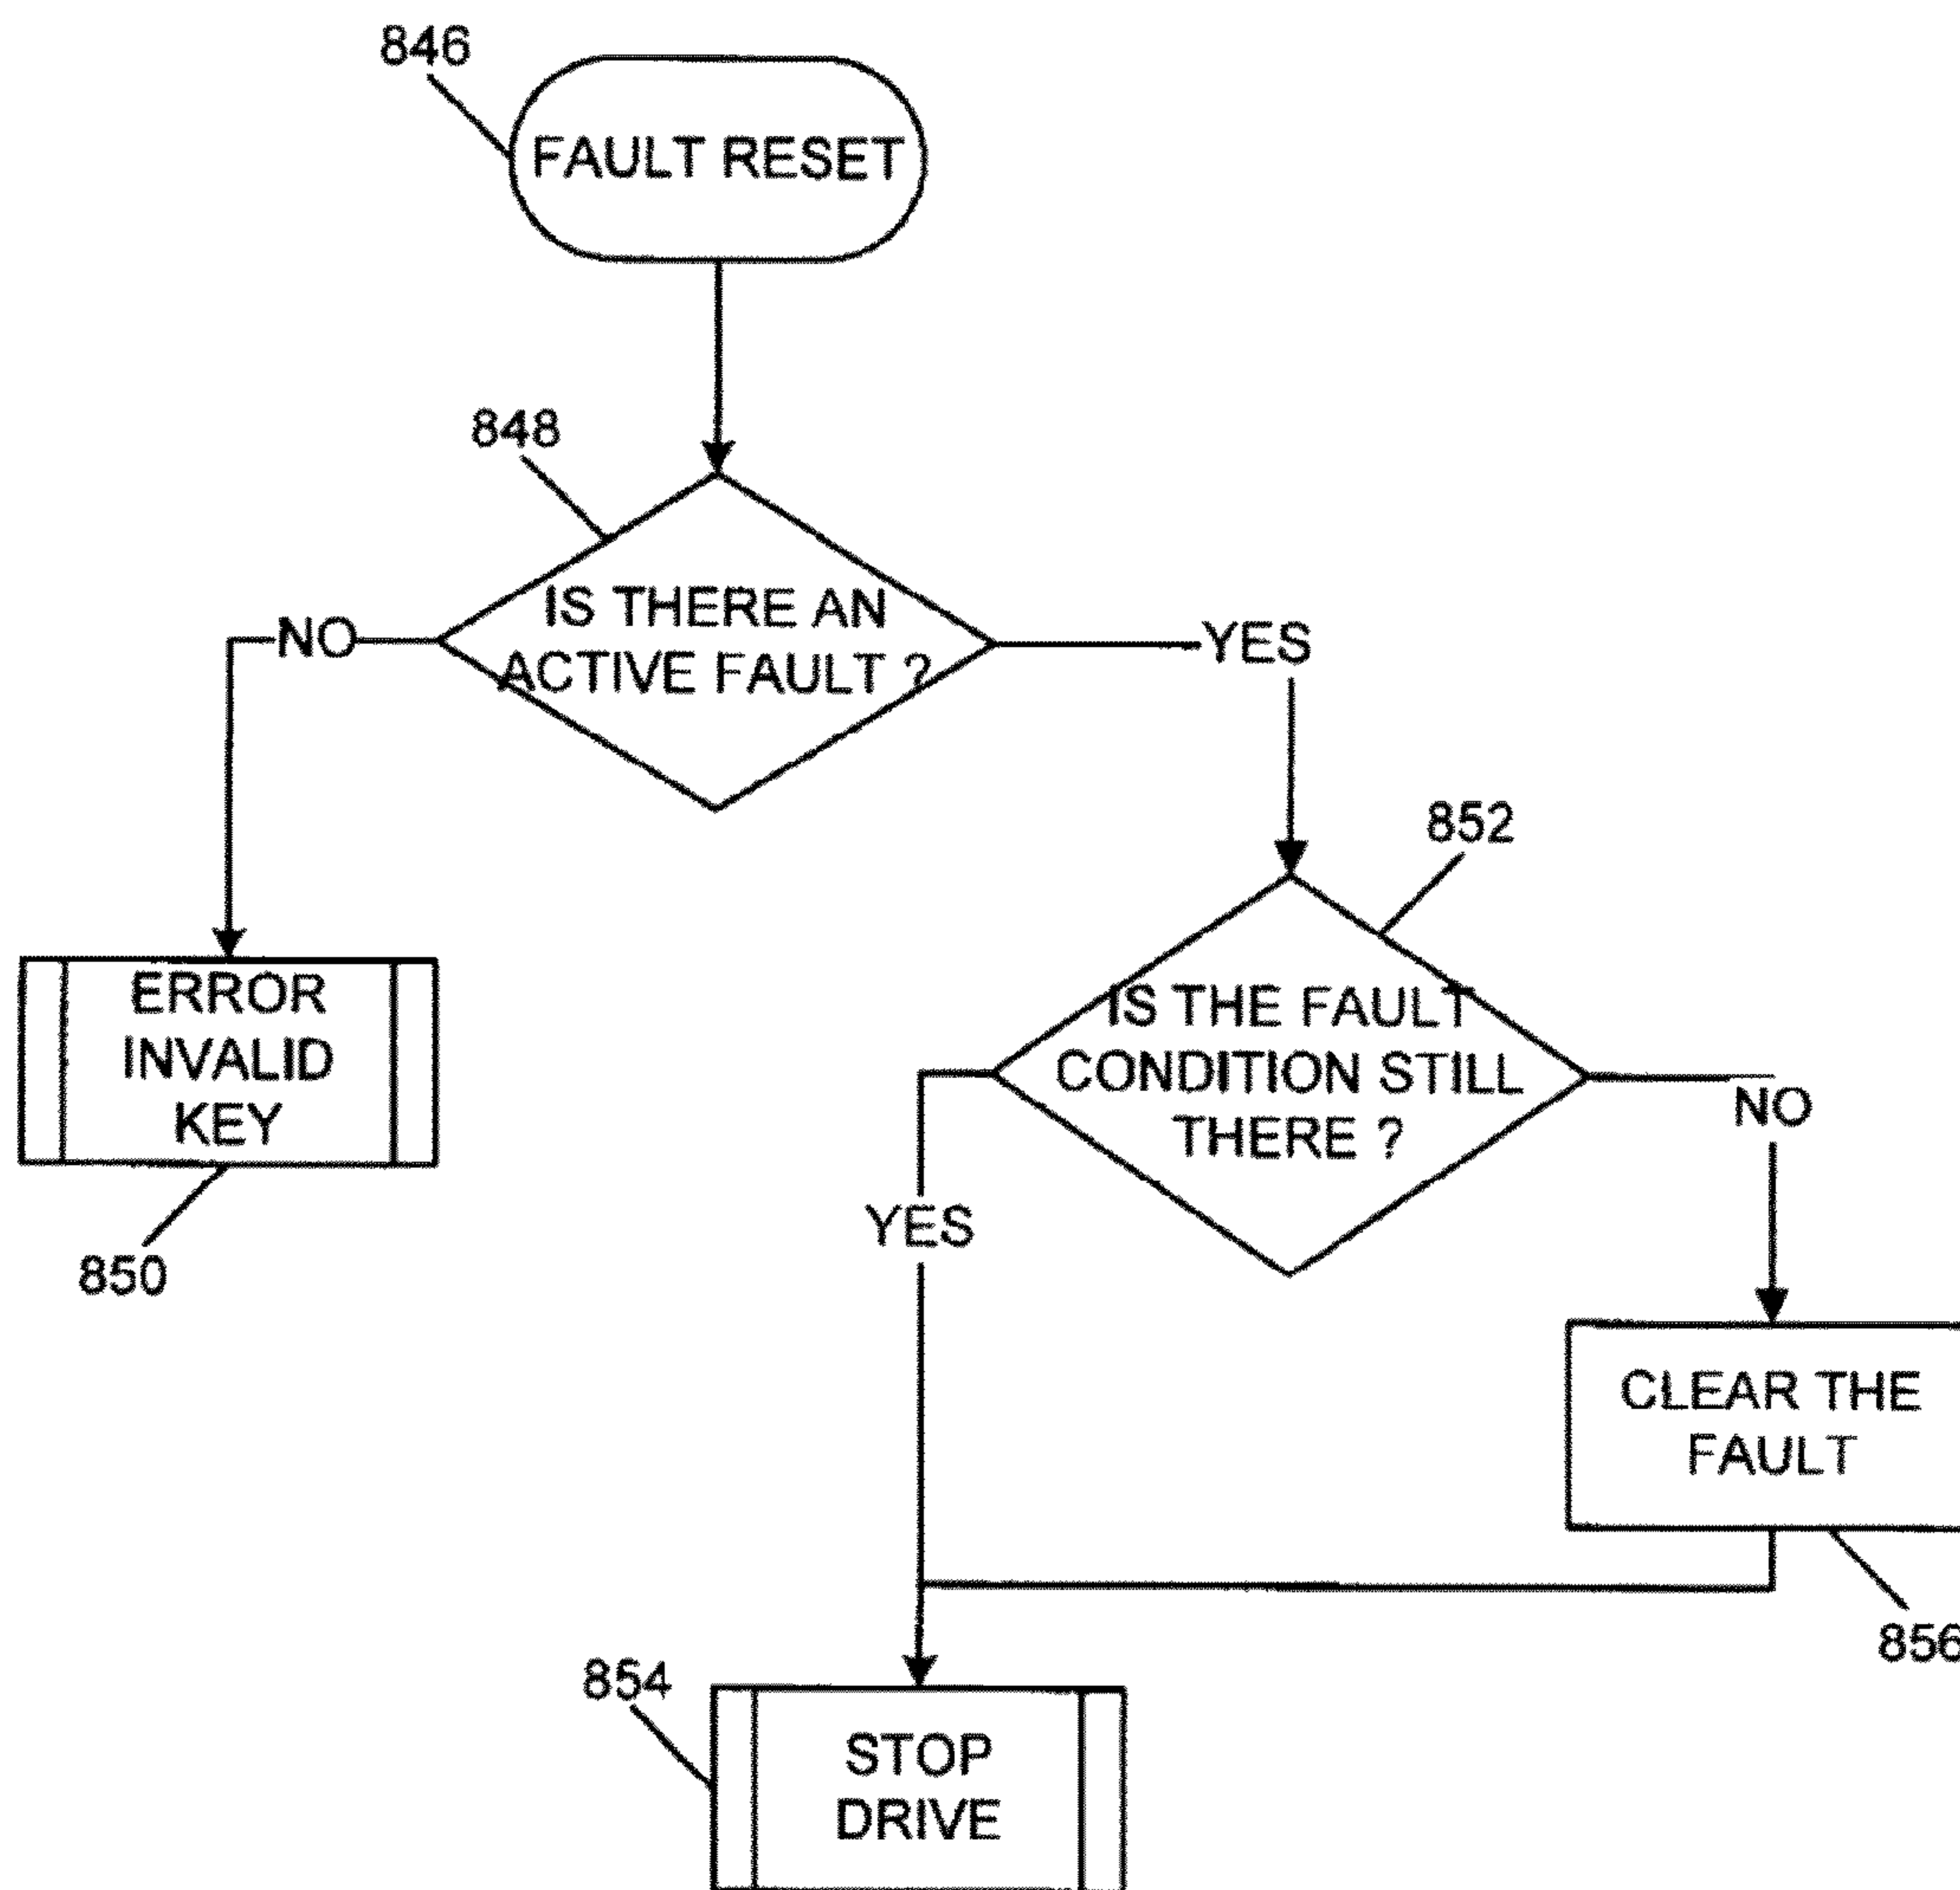 846
FAULT RESET
848
IS THERE AN
ACTIVE FAULT ?
NO
YES
852
ERROR
INVALID
KEY
850
IS THE FAULT
CONDITION STILL
THERE ?
YES
NO
CLEAR THE
FAULT
856
854
STOP
DRIVE